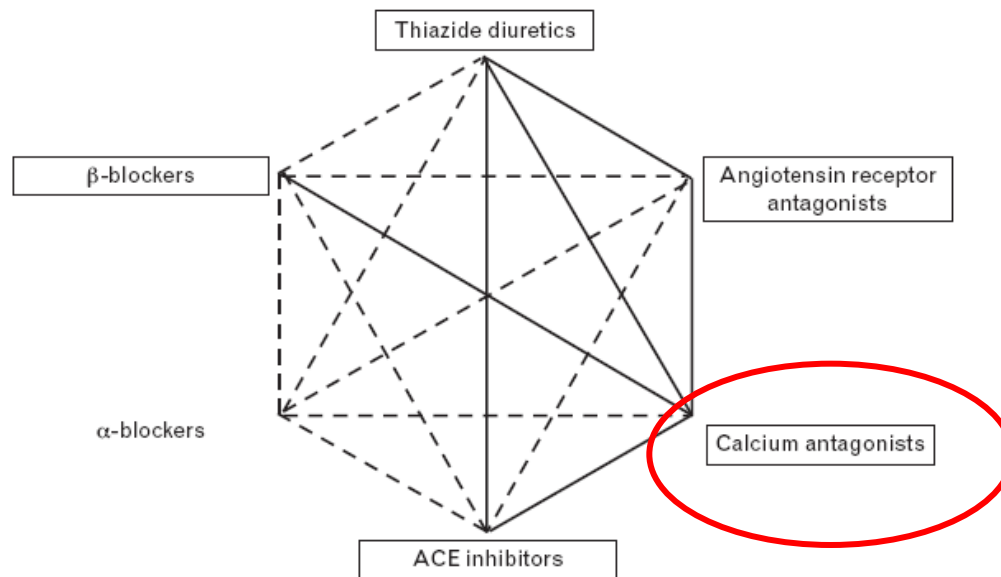 Thiazide diuretics
β-blockers
Angiotensin receptor
antagonists
α-blockers
Calcium antagonists
ACE inhibitors